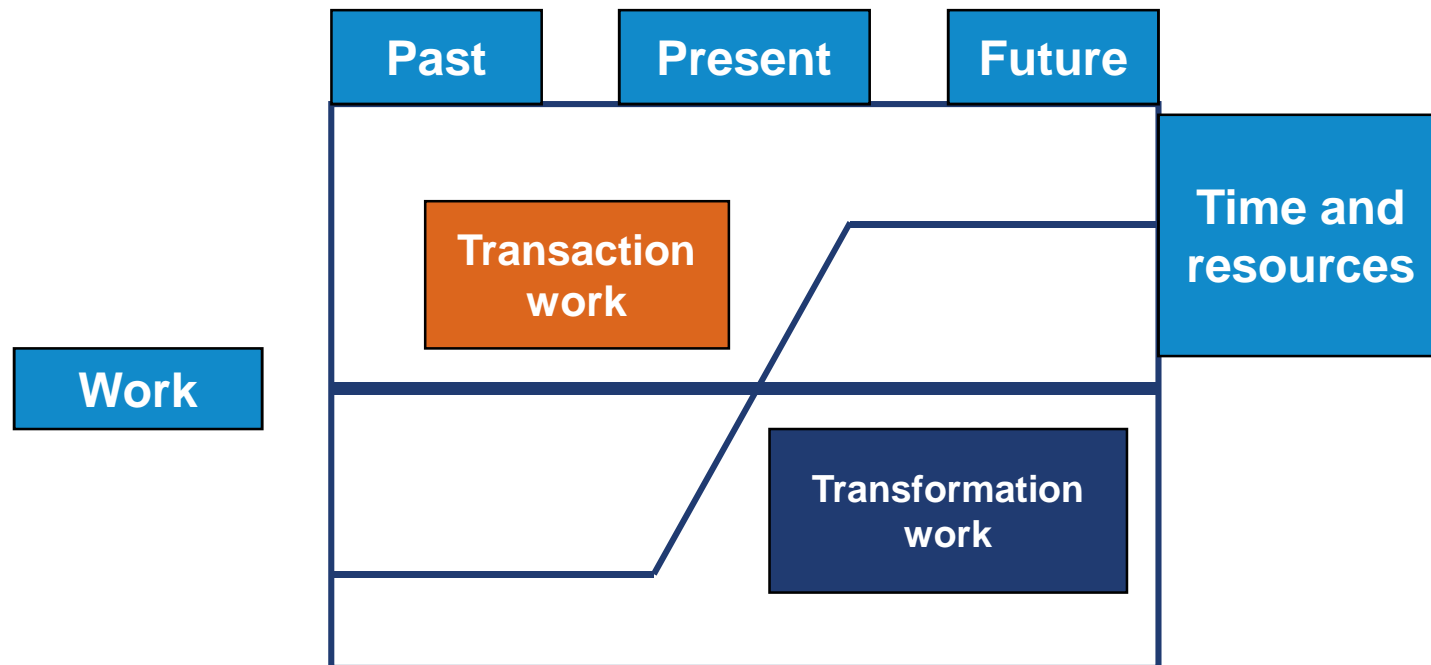 Past
Present
Future
Time and
resources
Transaction
work
Work
Transformation
work